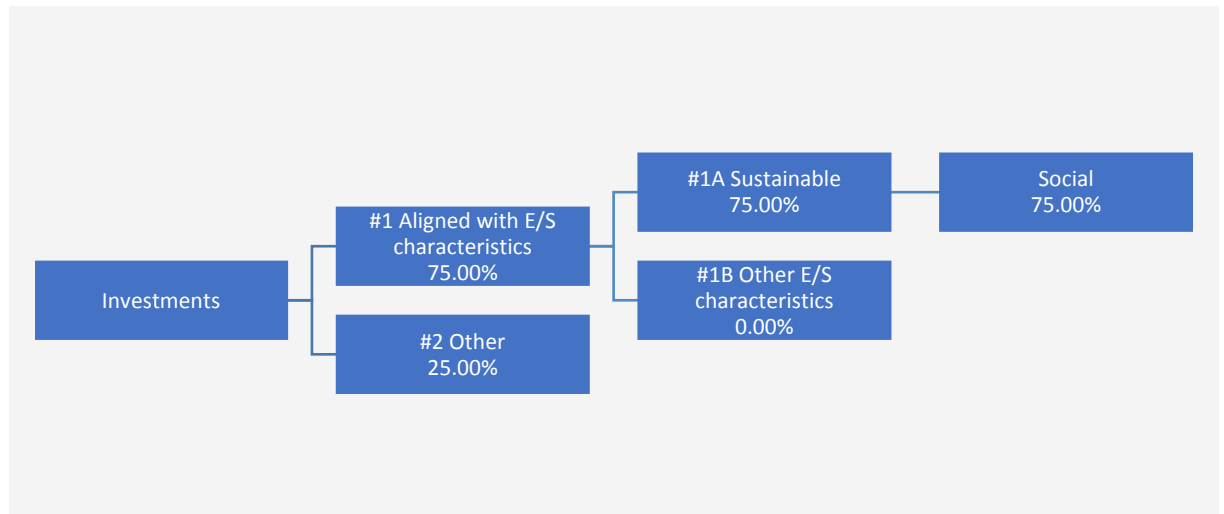 Investments
#1 Aligned with E/S
characteristics
75.00%
#2 Other
25.00%
#1A Sustainable
75.00%
#1B Other E/S
characteristics
0.00%
Social
75.00%